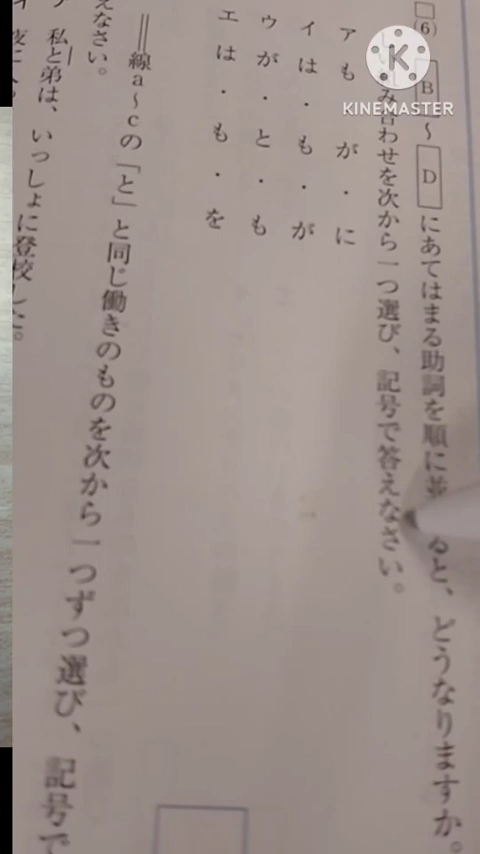 (6) B～D にあてはまる助詞を順に並 ると、どうなりますか。
み合わせを次から一つ選び、記号で答えなさい。
ア も が・に
イ は・も・が
ウ が・と・も
エ は・も・を
══線a～cの「と」と同じ働きのものを次から一つずつ選び、記号で
えなさい。
私と弟は、いっしょに登校した。
K
KINEMASTER